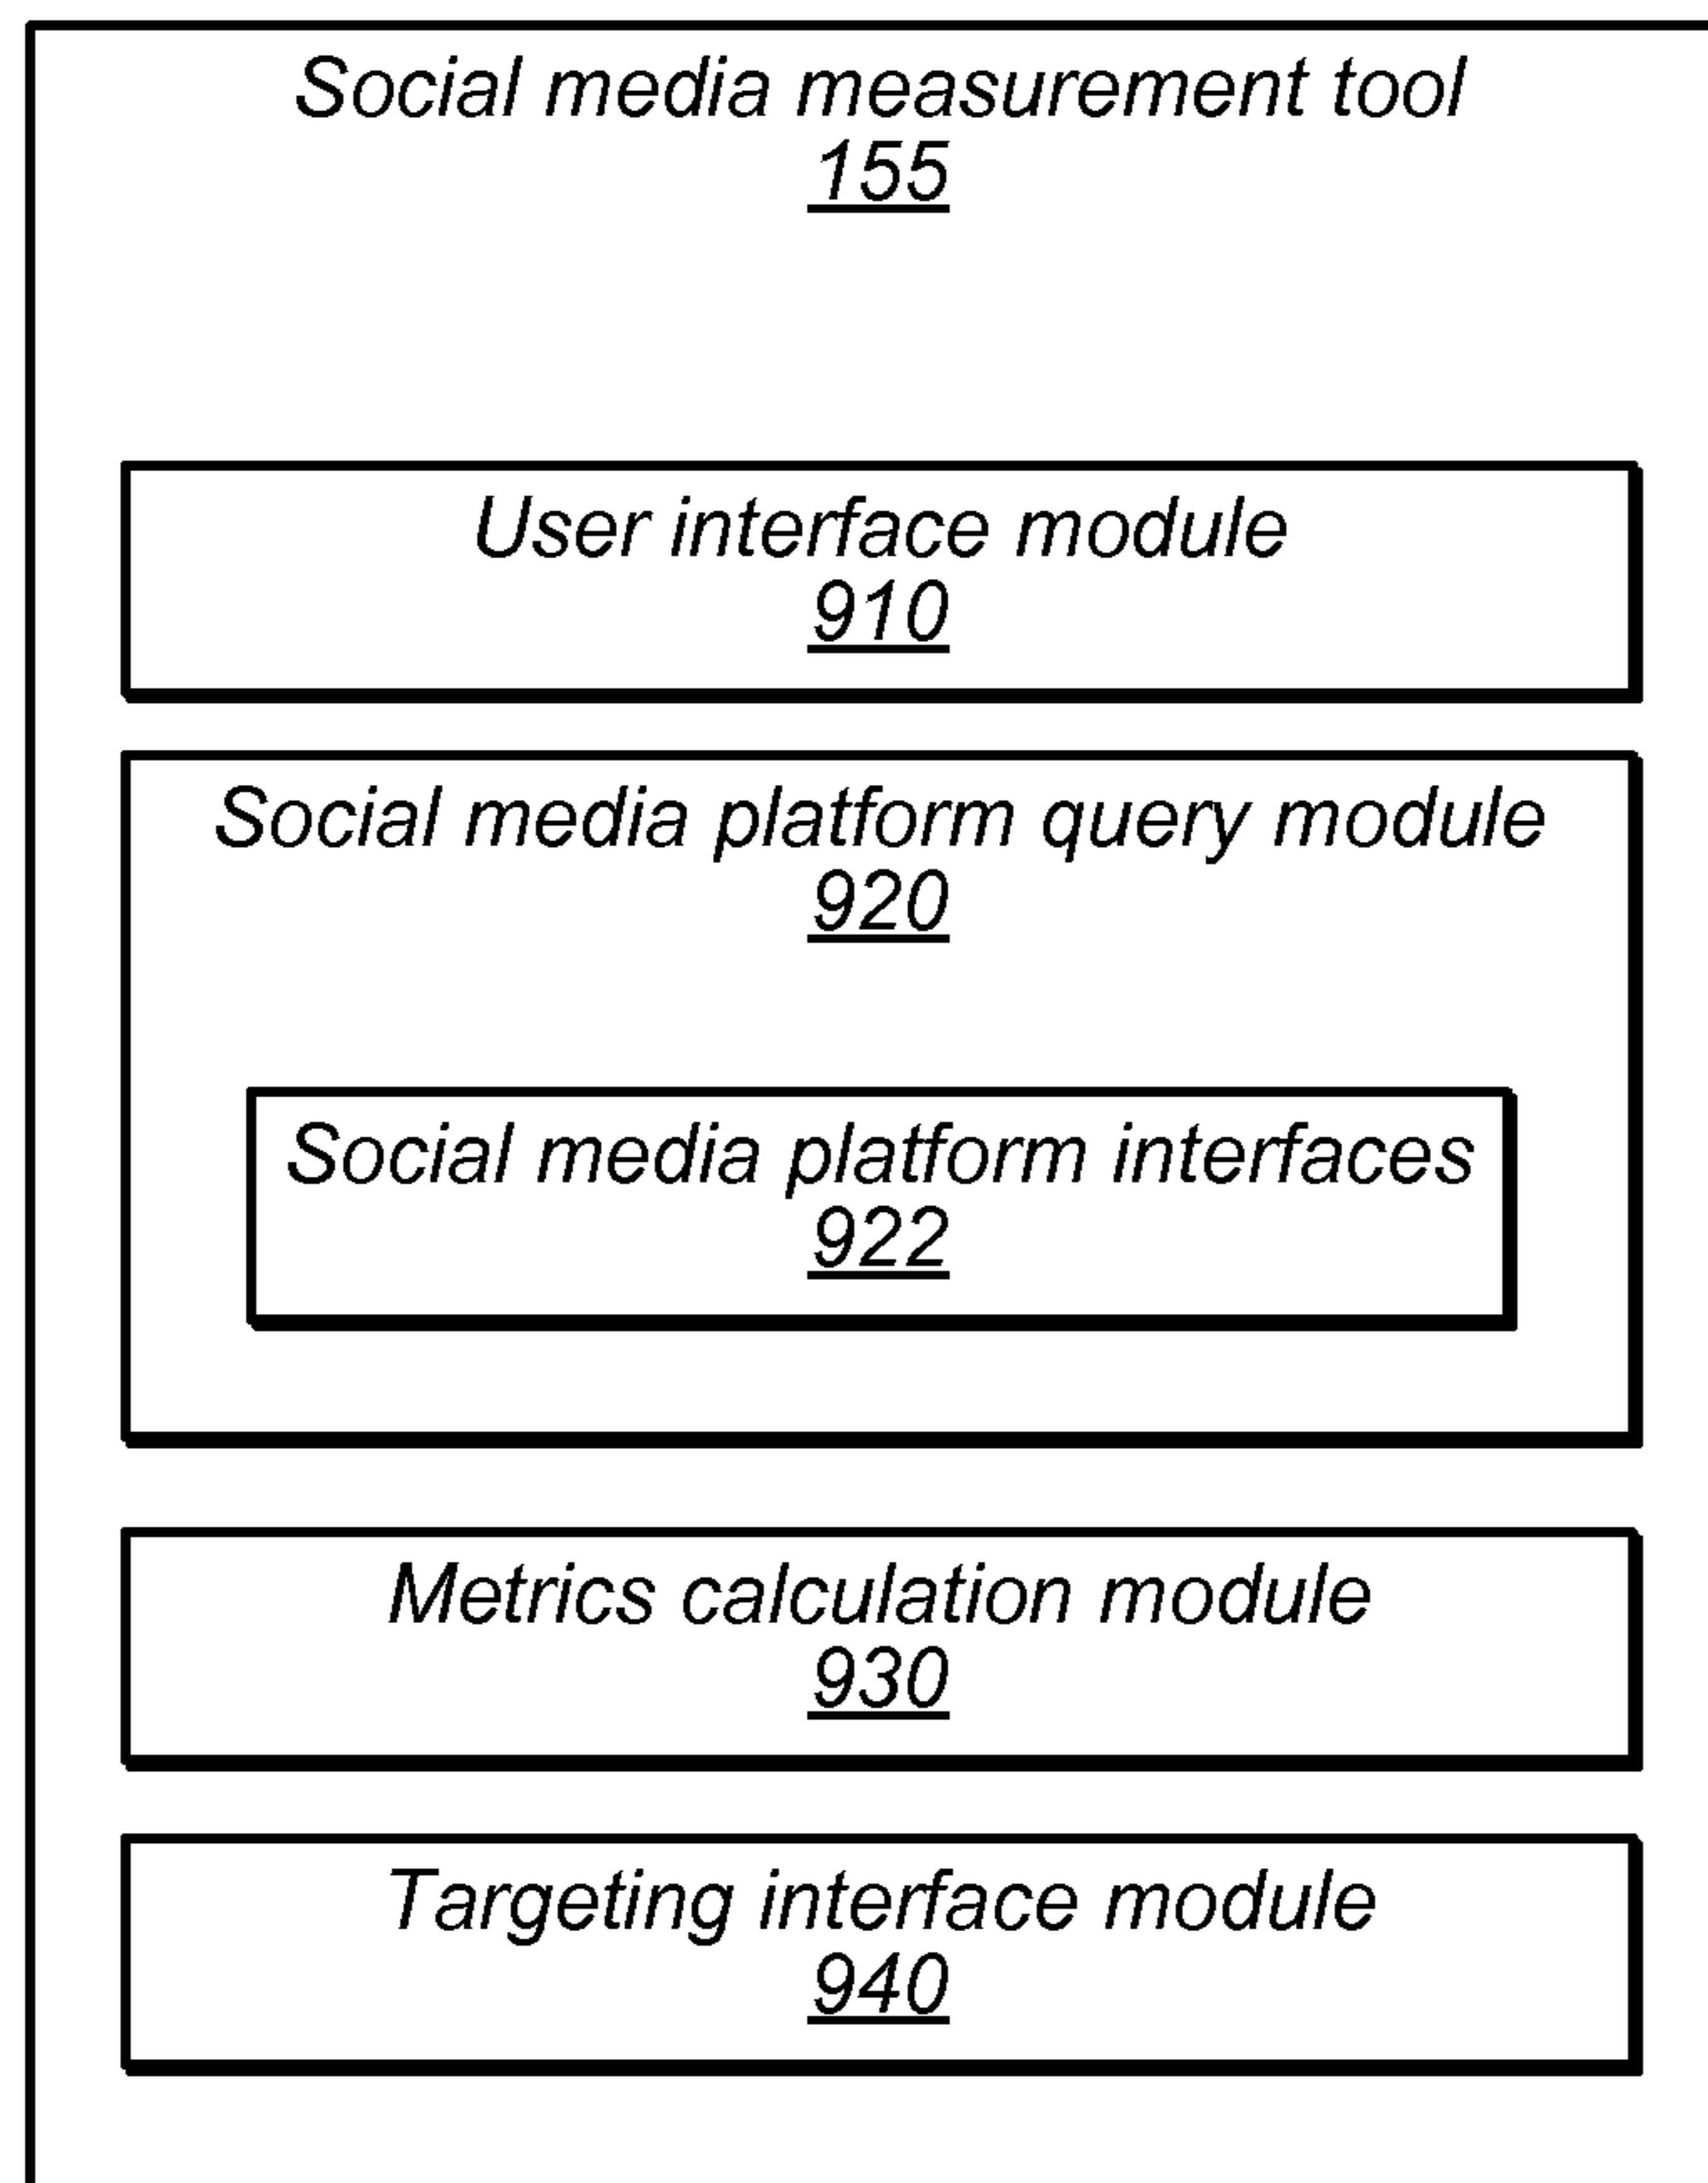 Social media measurement tool
155
User interface module
910
Social media platform query module
920
Social media platform interfaces
922
Metrics calculation module
930
Targeting interface module
940